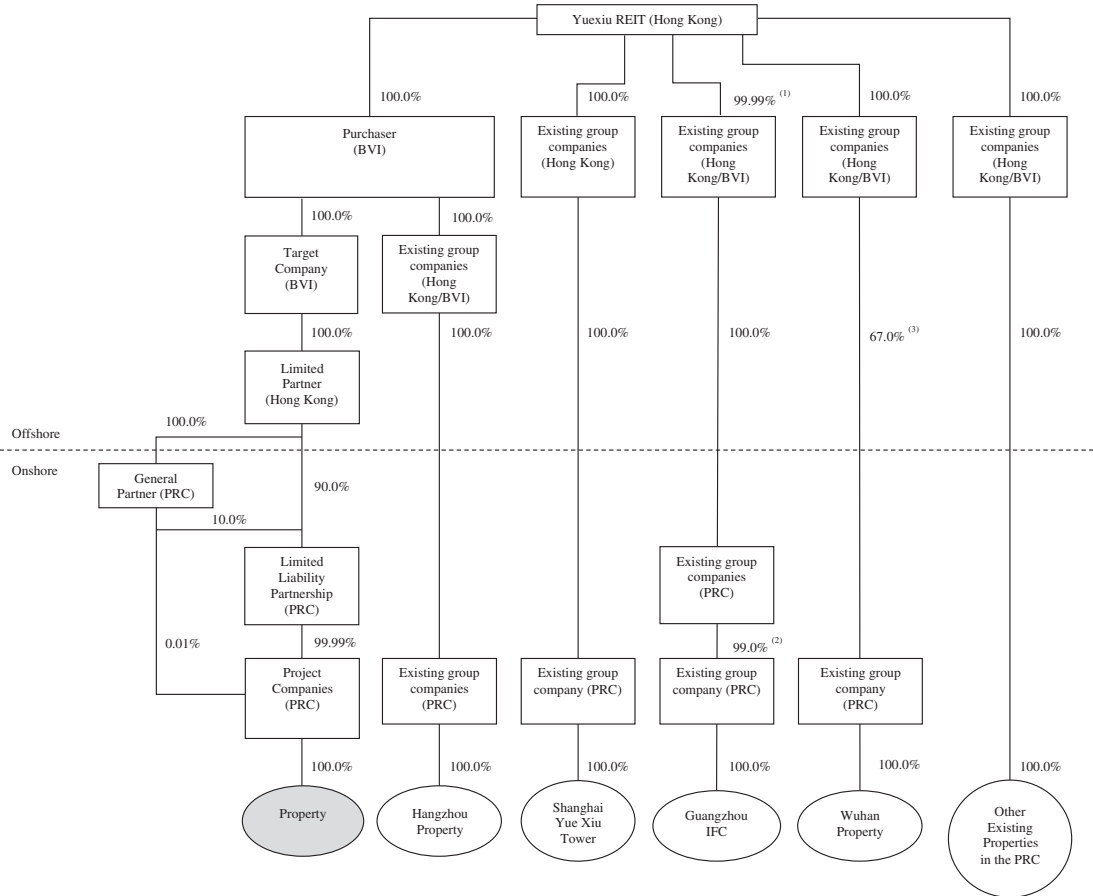 Yuexiu REIT (Hong Kong)
100.0%
100.0%
99.99% (1)
100.0%
100.0%
Purchaser
(BVI)
Existing group
companies
(Hong Kong)
Existing group
companies
(Hong
Kong/BVI)
Existing group
companies
(Hong
Kong/BVI)
Existing group
companies
(Hong
Kong/BVI)
100.0%
100.0%
Target
Company
(BVI)
Existing group
companies
(Hong
Kong/BVI)
100.0%
100.0%
100.0%
100.0%
67.0% (3)
100.0%
Limited
Partner
(Hong Kong)
100.0%
Offshore
Onshore
General
Partner (PRC)
90.0%
10.0%
Limited
Liability
Partnership
(PRC)
Existing group
companies
(PRC)
0.01%
99.99%
99.0% (2)
Project
Companies
(PRC)
Existing group
companies
(PRC)
Existing group
company (PRC)
Existing group
company (PRC)
Existing group
company
(PRC)
100.0%
100.0%
100.0%
100.0%
100.0%
100.0%
Property
Hangzhou
Property
Shanghai
Yue Xiu
Tower
Guangzhou
IFC
Wuhan
Property
Other
Existing
Properties
in the PRC